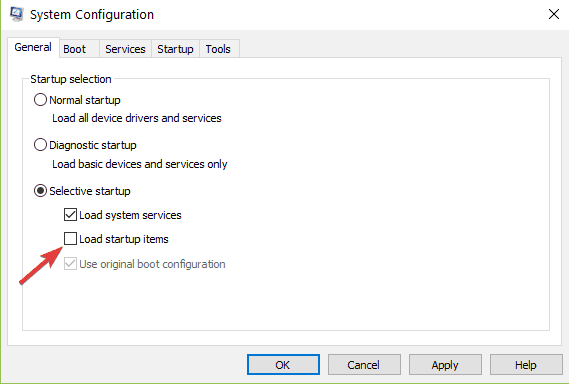 System Configuration
General Boot Services Startup Tools
Startup selection
Normal startup
Load all device drivers and services
Diagnostic startup
Load basic devices and services only
Selective startup
Load system services
Load startup items
Use original boot configuration
OK Cancel Apply Help